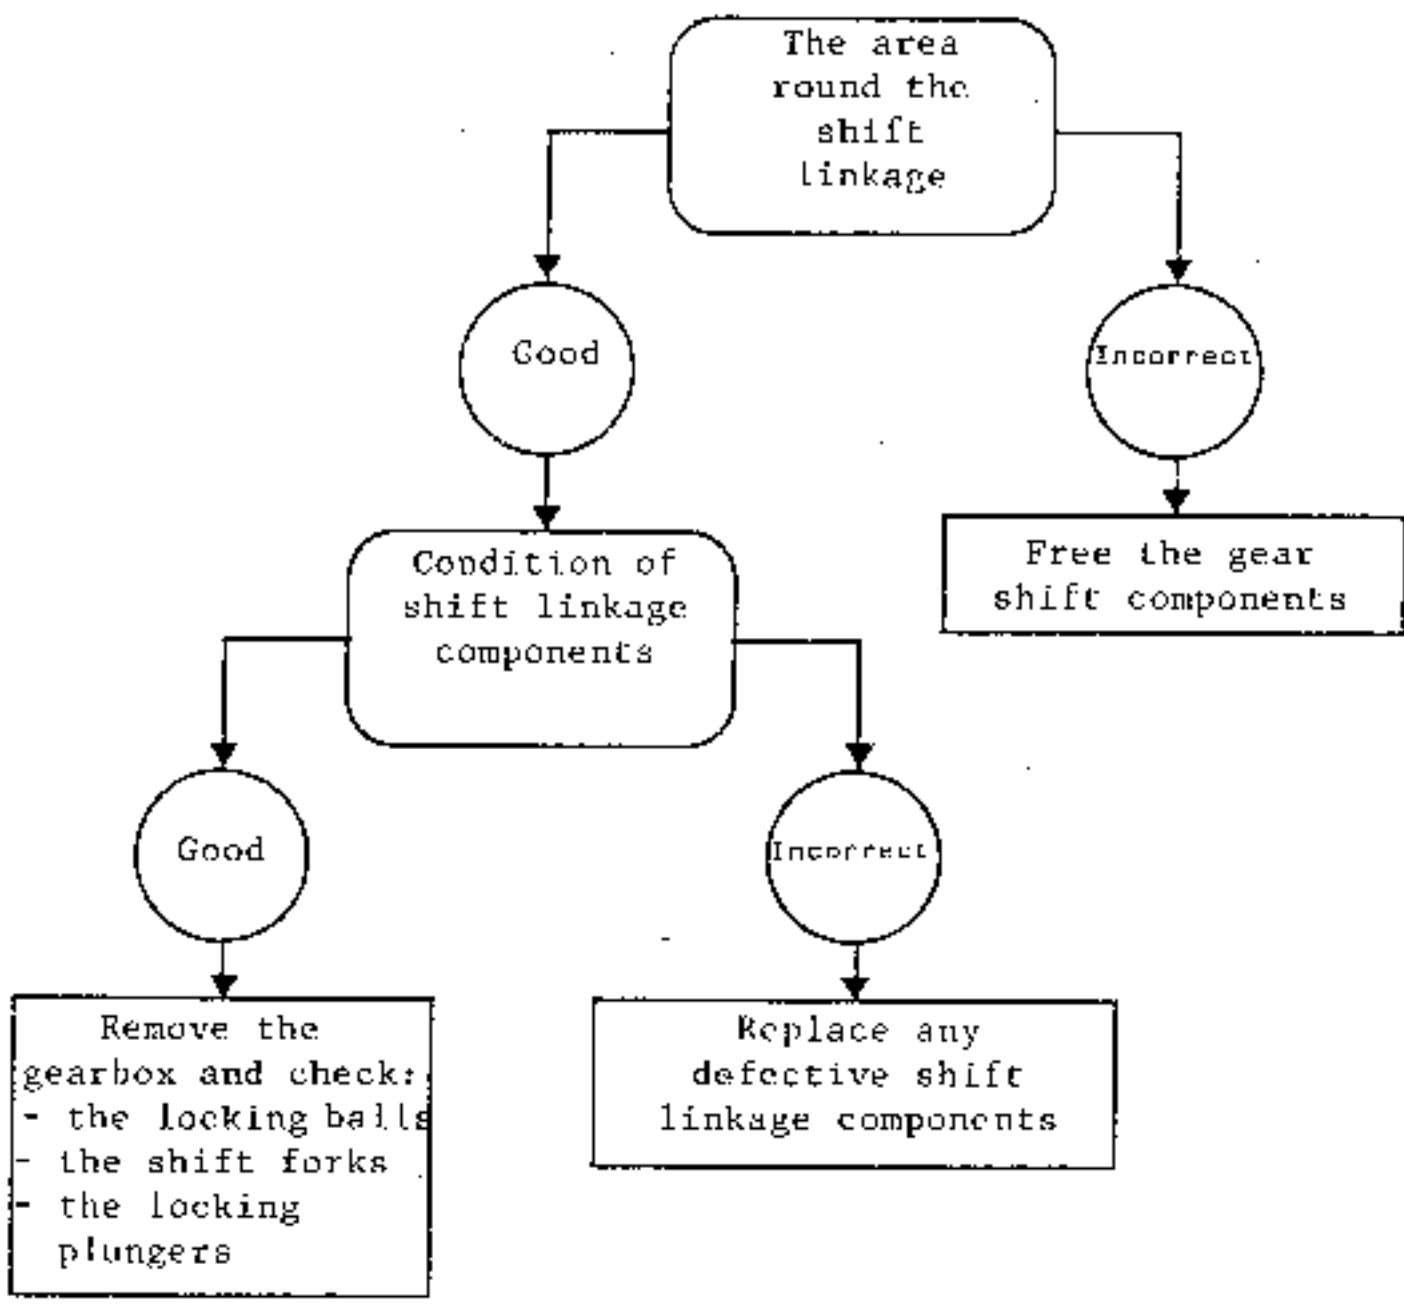 The area
round the
shift
linkage
Good
Incorrect
Condition of
shift linkage
components
Free the gear
shift components
Good
Incorrect
Remove the
gearbox and check:
- the locking balls
- the shift forks
- the locking
plungers
Replace any
defective shift
linkage components